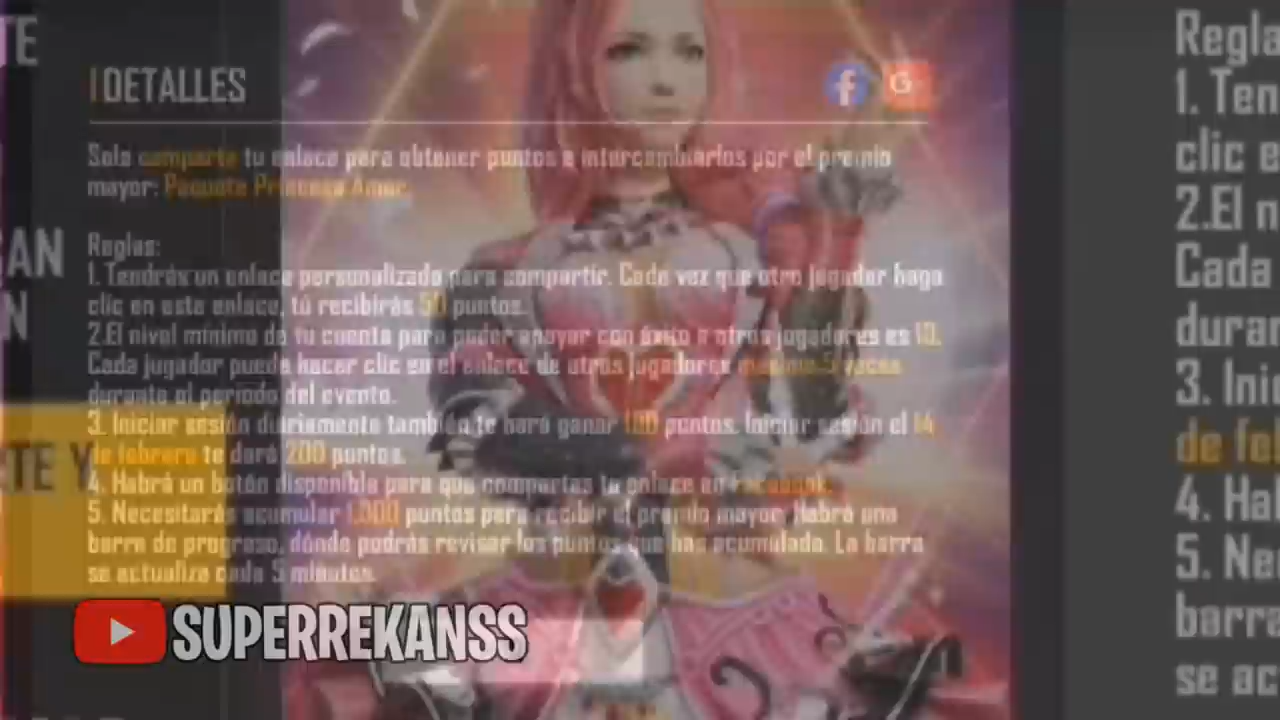 TE
DETALLES
Solo comparte tu enlace para obtener puntos e intercambiarlos por el premio
mayor: Paquete Princesa Amor.
Reglas:
1. Tendrás un enlace personalizado para compartir. Cada vez que otro jugador haga
clic en este enlace, tú recibirás 50 puntos.
2.El nivel mínimo de tu cuenta para poder apoyar con éxito a otros jugadores es 10.
Cada jugador puede hacer clic en el enlace de otros jugadores máximo 5 veces
durante el periodo del evento.
3. Iniciar sesión diariamente también te hará ganar 100 puntos. Iniciar sesión el 14
de febrero te dará 200 puntos.
4. Habrá un botón disponible para que compartas tu enlace en Facebook.
5. Necesitarás acumular 1,000 puntos para recibir el premio mayor. Habrá una
barra de progreso, dónde podrás revisar los puntos que has acumulado. La barra
se actualiza cada 5 minutos.
AN
N
RTE Y
SUPERREKANSS
Regla
1. Ten
clic e
2.El n
Cada
duran
3. Inic
de feb
4. Hab
5. Nec
barra
se act